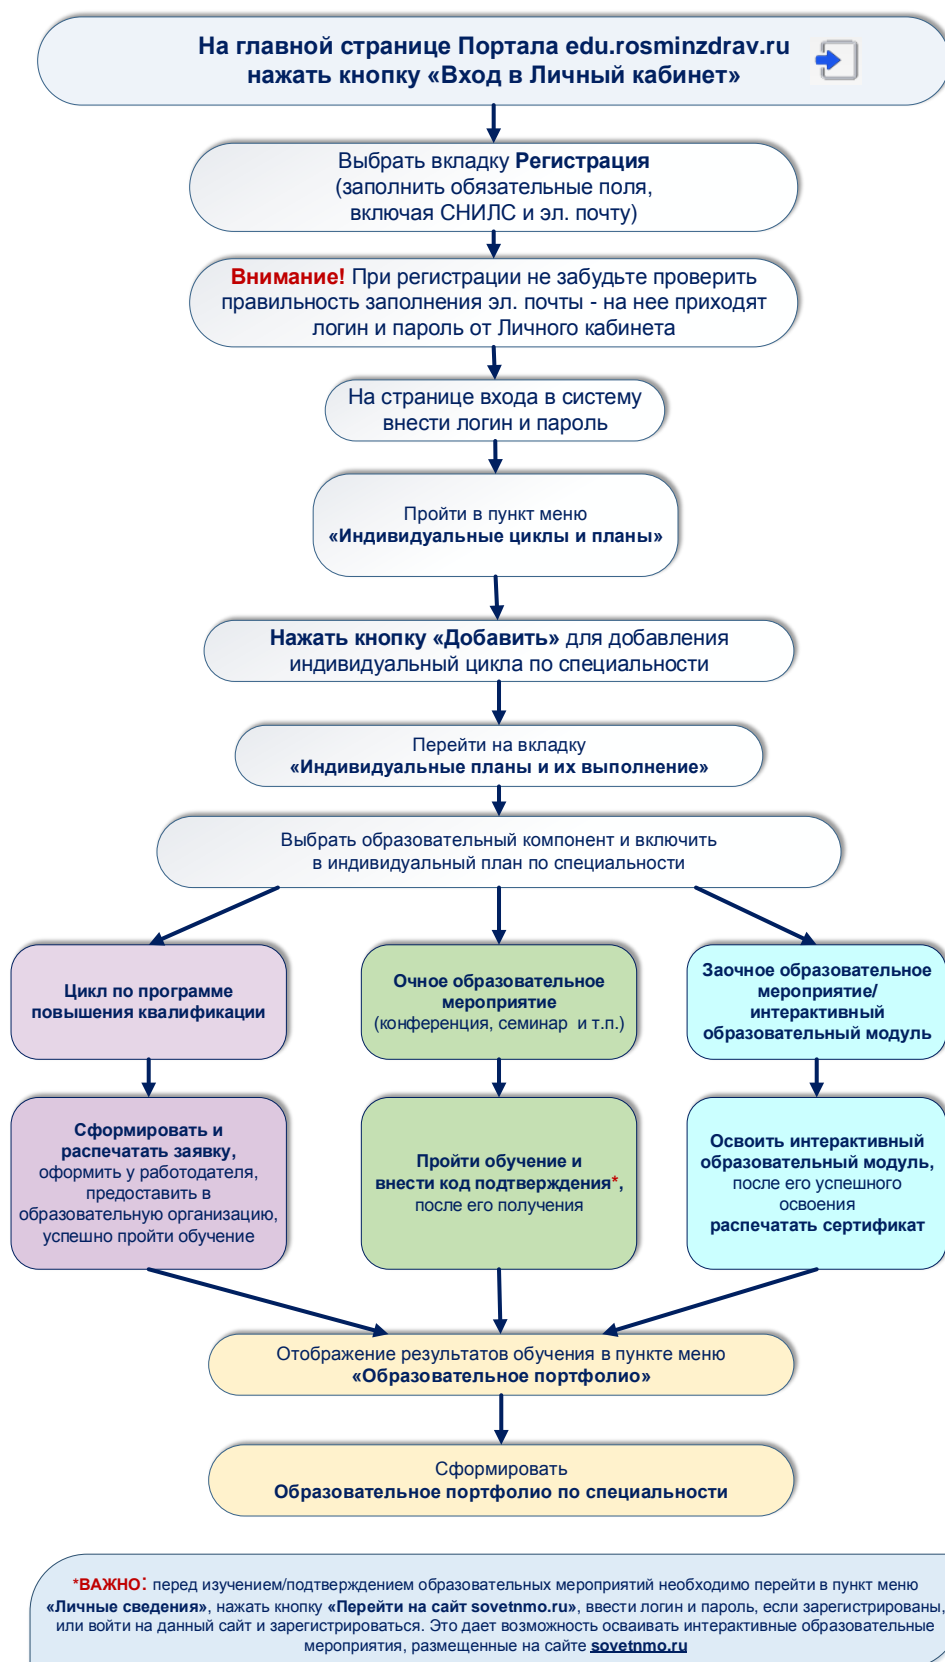 На главной странице Портала edu.rosminzdrav.ru
нажать кнопку «Вход в Личный кабинет»
Выбрать вкладку Регистрация
(заполнить обязательные поля,
включая СНИЛС и эл. почту)
Внимание! При регистрации не забудьте проверить
правильность заполнения эл. почты - на нее приходят
логин и пароль от Личного кабинета
На странице входа в систему
внести логин и пароль
Пройти в пункт меню
«Индивидуальные циклы и планы»
Нажать кнопку «Добавить» для добавления
индивидуальный цикла по специальности
Перейти на вкладку
«Индивидуальные планы и их выполнение»
Выбрать образовательный компонент и включить
в индивидуальный план по специальности
Цикл по программе
повышения квалификации
Очное образовательное
мероприятие
(конференция, семинар и т.п.)
Заочное образовательное
мероприятие/
интерактивный
образовательный модуль
Сформировать и
распечатать заявку,
оформить у работодателя,
предоставить в
образовательную организацию,
успешно пройти обучение
Пройти обучение и
внести код подтверждения*,
после его получения
Освоить интерактивный
образовательный модуль,
после его успешного
освоения
распечатать сертификат
Отображение результатов обучения в пункте меню
«Образовательное портфолио»
Сформировать
Образовательное портфолио по специальности
*ВАЖНО: перед изучением/подтверждением образовательных мероприятий необходимо перейти в пункт меню
«Личные сведения», нажать кнопку «Перейти на сайт sovetnmo.ru», ввести логин и пароль, если зарегистрированы,
или войти на данный сайт и зарегистрироваться. Это дает возможность осваивать интерактивные образовательные
мероприятия, размещенные на сайте sovetnmo.ru